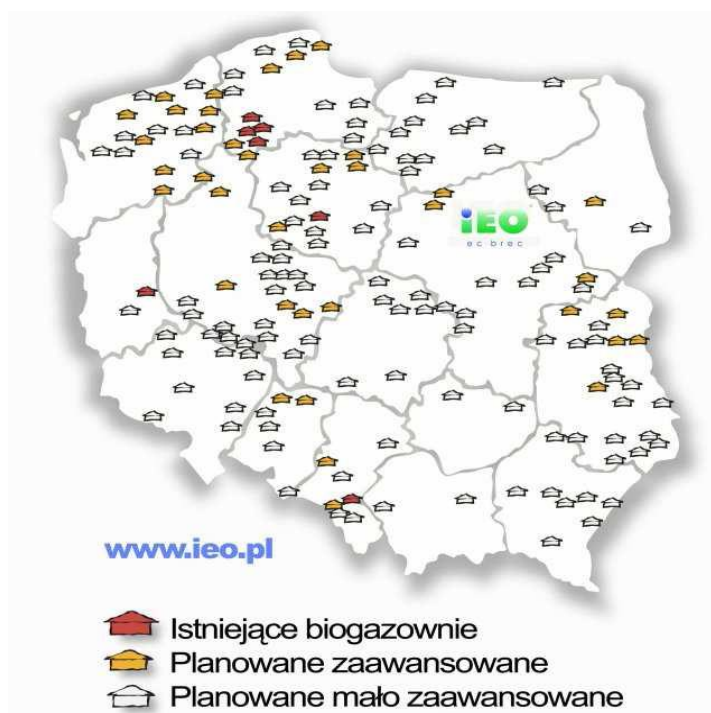 iEO
ec brec
www.ieo.pl
Istniejące biogazownie
Planowane zaawansowane
Planowane mało zaawansowane